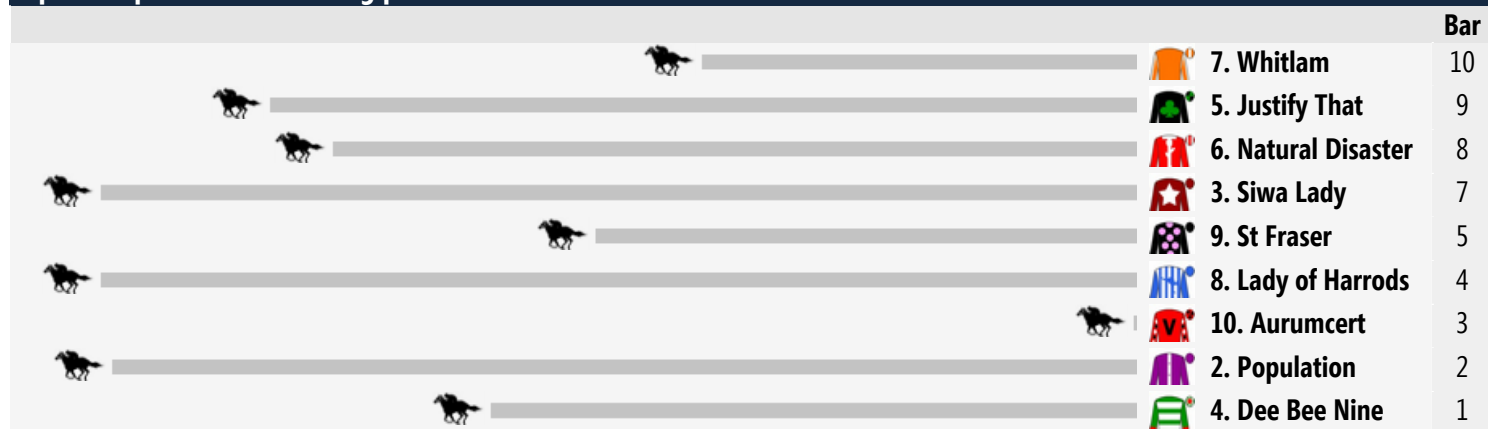 Bar
7. Whitlam 10
5. Justify That 9
6. Natural Disaster 8
3. Siwa Lady 7
9. St Fraser 5
8. Lady of Harrods 4
V
10. Aurumcert 3
2. Population 2
4. Dee Bee Nine 1